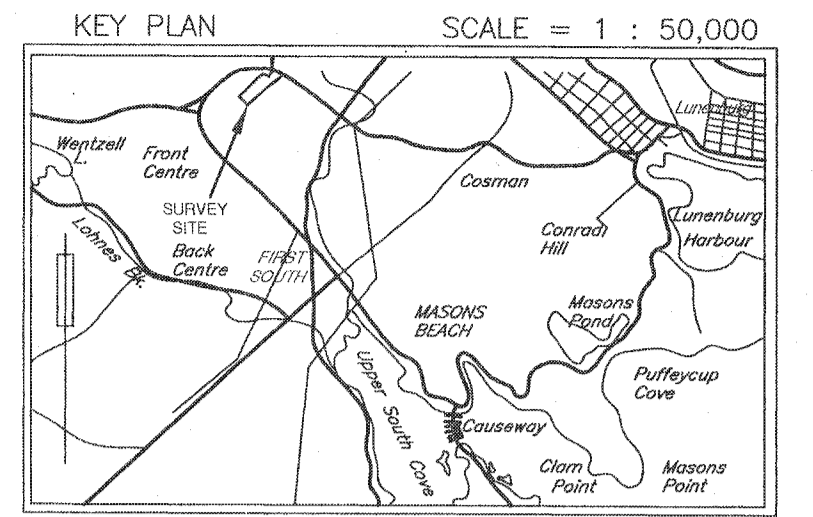 KEY PLAN SCALE = 1 : 50,000
Lunenburg
Wentzell
L.
Front
Centre
Cosman
SURVEY
SITE
Conrad
Hill
Lunenburg
Harbour
Lohnes Bk.
Back
Centre
FIRST
SOUTH
MASONS
BEACH
Masons
Pond
Upper South Cove
Puffeycup
Cove
Causeway
Clam
Point
Masons
Point